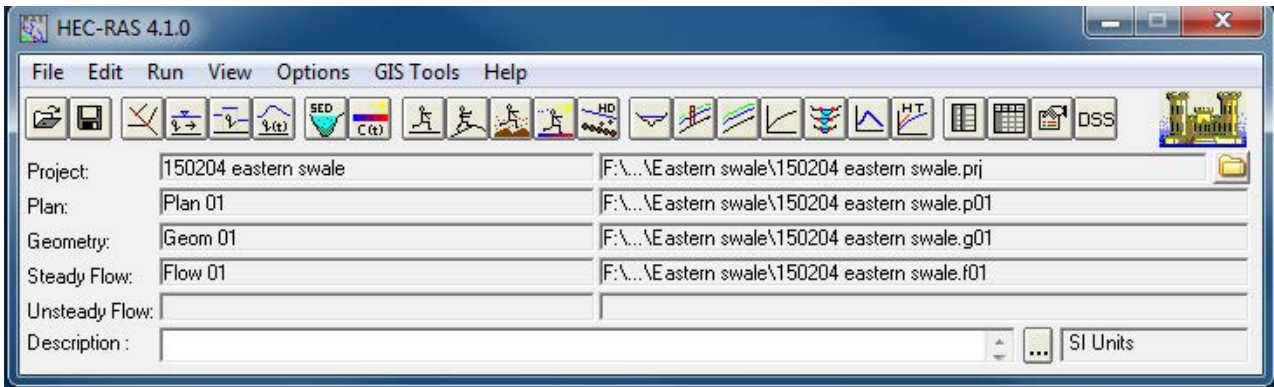 HEC-RAS 4.1.0
File Edit Run View Options GIS Tools Help
SED HD HT
Q(t) C(t) DSS
Project: 150204 eastern swale F:\...\Eastern swale\150204 eastern swale.prj
Plan: Plan 01 F:\...\Eastern swale\150204 eastern swale.p01
Geometry: Geom 01 F:\...\Eastern swale\150204 eastern swale.g01
Steady Flow: Flow 01 F:\...\Eastern swale\150204 eastern swale.f01
Unsteady Flow:
Description : ... SI Units